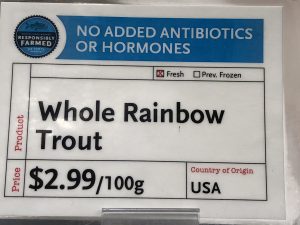 RESPONSIBLY
FARMED
NO ADDED ANTIBIOTICS
OR HORMONES
Fresh
Prev. Frozen
Product
Whole Rainbow
Trout
Price
$2.99/100g
Country of Origin
USA